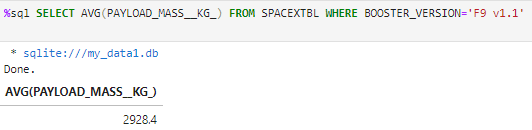 %sql SELECT AVG(PAYLOAD_MASS__KG_) FROM SPACEXTBL WHERE BOOSTER_VERSION='F9 v1.1'
* sqlite:///my_data1.db
Done.
AVG(PAYLOAD_MASS__KG_)
2928.4